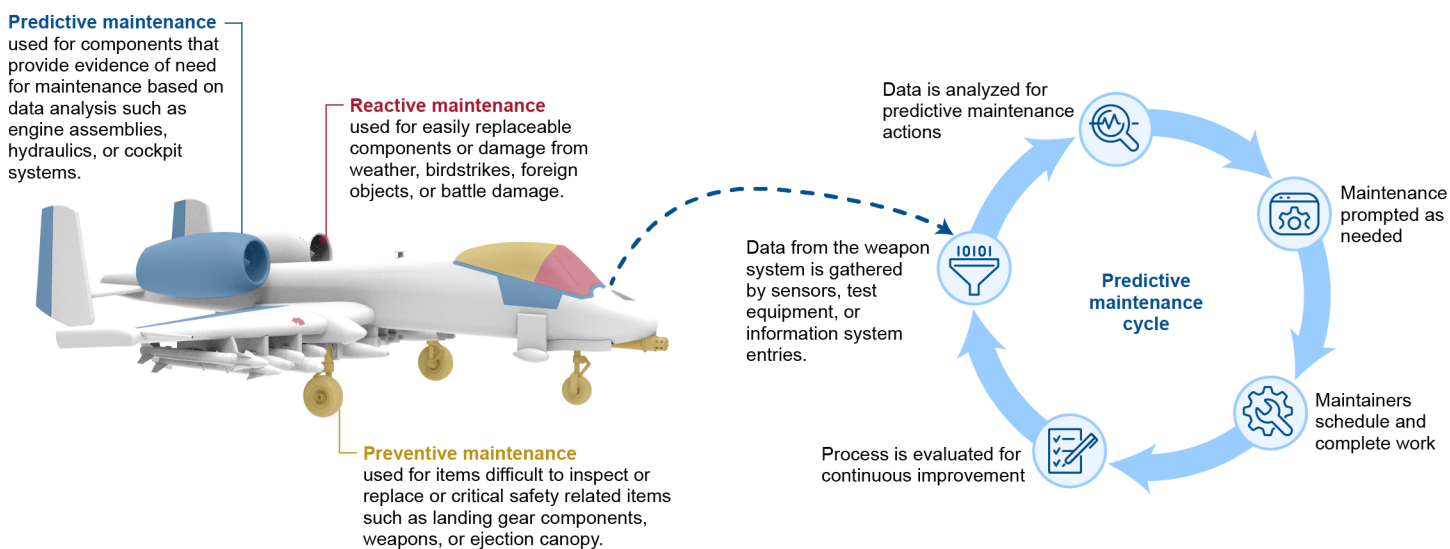 Predictive maintenance
used for components that
provide evidence of need
for maintenance based on
data analysis such as
engine assemblies,
hydraulics, or cockpit
systems.
Reactive maintenance
used for easily replaceable
components or damage from
weather, birdstrikes, foreign
objects, or battle damage.
Preventive maintenance
used for items difficult to inspect or
replace or critical safety related items
such as landing gear components,
weapons, or ejection canopy.
Data from the weapon
system is gathered
by sensors, test
equipment, or
information system
entries.
10101
Data is analyzed for
predictive maintenance
actions
Maintenance
prompted as
needed
Predictive
maintenance
cycle
Maintainers
schedule and
complete work
Process is evaluated for
continuous improvement